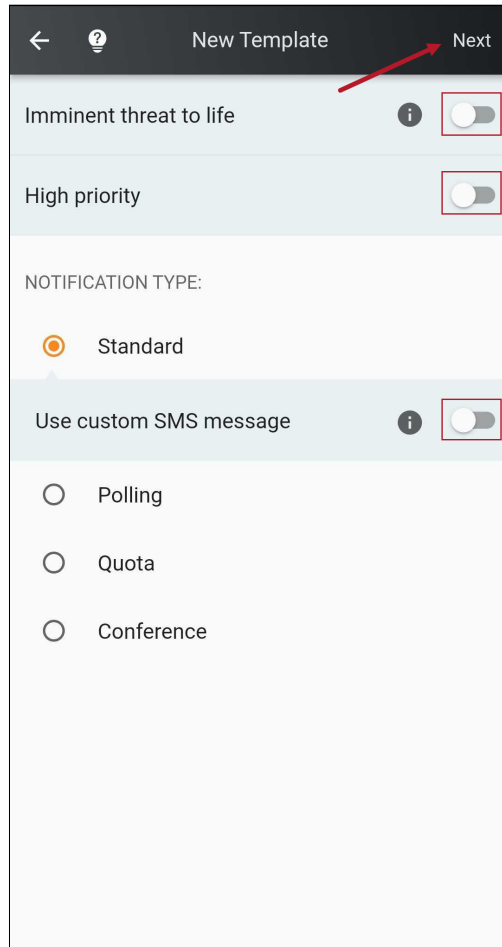 New Template
Next
Imminent threat to life
High priority
NOTIFICATION TYPE:
Standard
Use custom SMS message
Polling
Quota
Conference